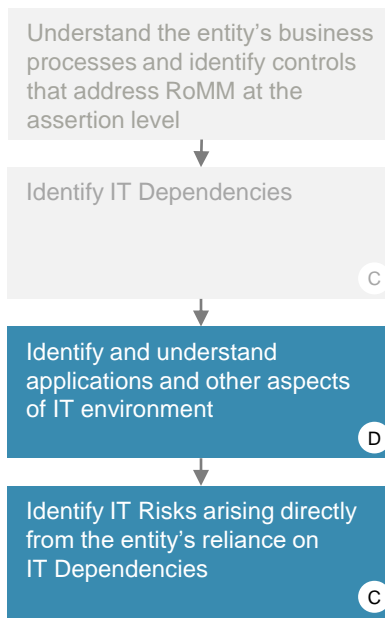 Understand the entity's business
processes and identify controls
that address RoMM at the
assertion level
Identify IT Dependencies
C
Identify and understand
applications and other aspects
of IT environment
D
Identify IT Risks arising directly
from the entity's reliance on
IT Dependencies
C